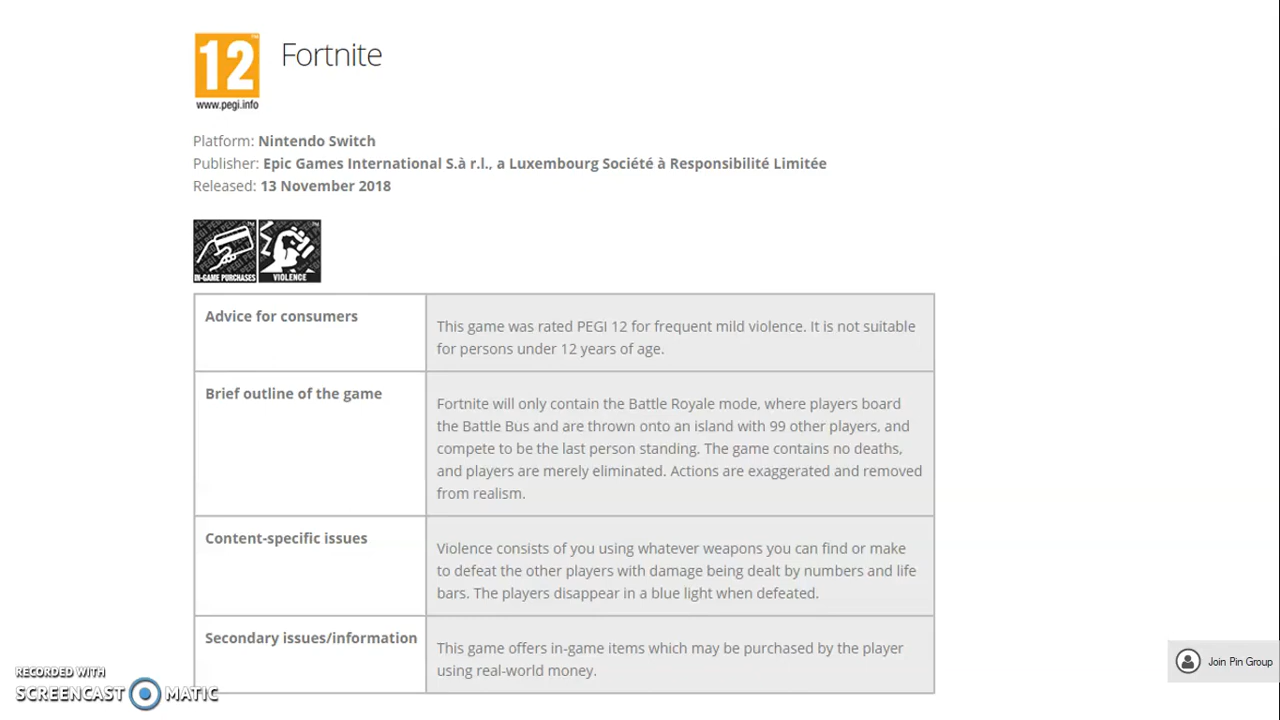 12
www.pegi.info
Fortnite
Platform: Nintendo Switch
Publisher: Epic Games International S.à r.l., a Luxembourg Société à Responsibilité Limitée
Released: 13 November 2018
IN-GAME PURCHASES
VIOLENCE
Advice for consumers
This game was rated PEGI 12 for frequent mild violence. It is not suitable
for persons under 12 years of age.
Brief outline of the game
Fortnite will only contain the Battle Royale mode, where players board
the Battle Bus and are thrown onto an island with 99 other players, and
compete to be the last person standing. The game contains no deaths,
and players are merely eliminated. Actions are exaggerated and removed
from realism.
Content-specific issues
Violence consists of you using whatever weapons you can find or make
to defeat the other players with damage being dealt by numbers and life
bars. The players disappear in a blue light when defeated.
Secondary issues/information
This game offers in-game items which may be purchased by the player
using real-world money.
Join Pin Group
RECORDED WITH
SCREENCAST MATIC